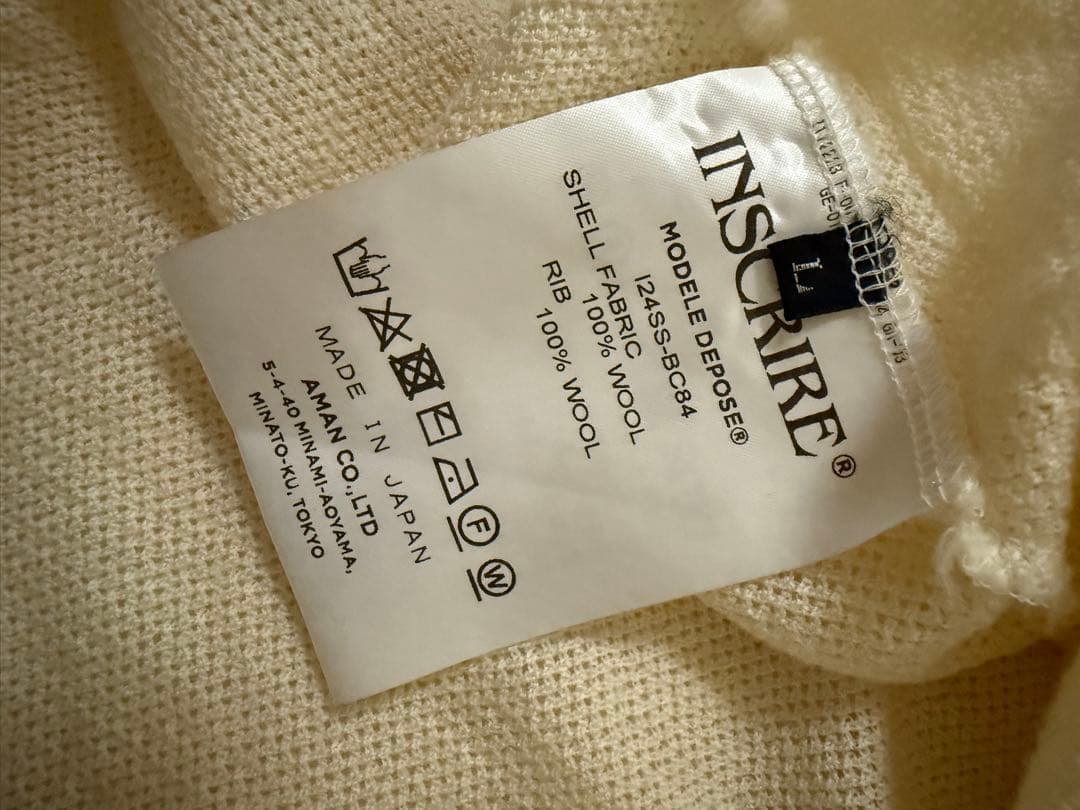 INSCRIRE®
MODELE DEPOSE®
I24SS-BC84
SHELL FABRIC
100% WOOL
RIB 100% WOOL
F
W
MADE IN JAPAN
AMAN CO.,LTD
5-4-40 MINAMI-AOYAMA,
MINATO-KU, TOKYO